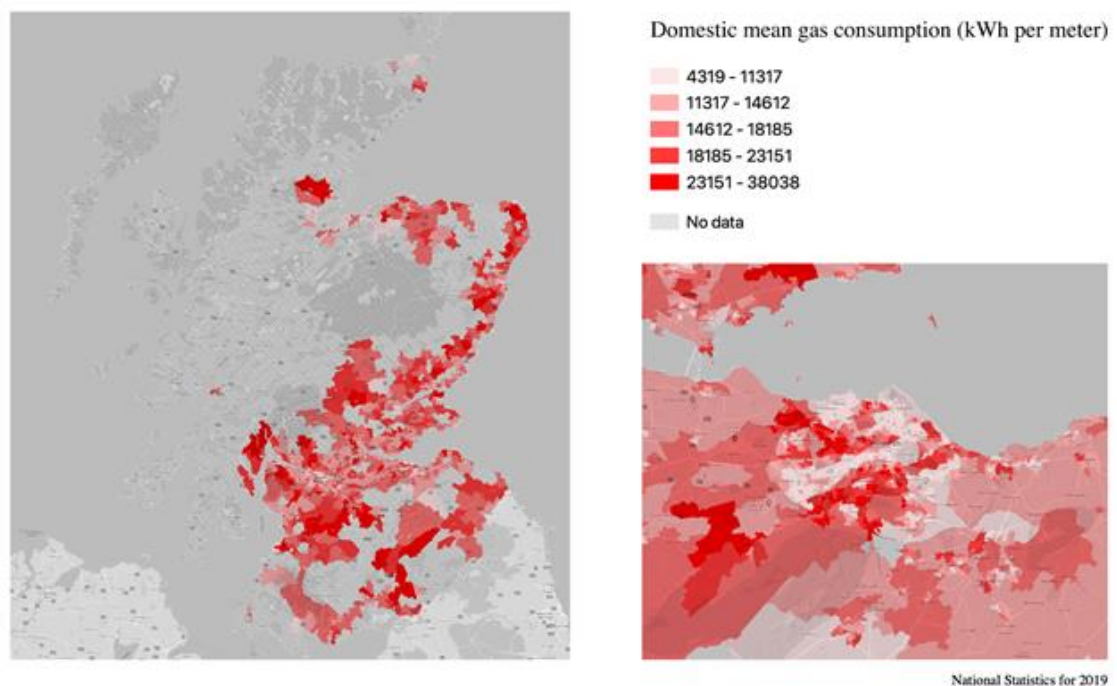 Domestic mean gas consumption (kWh per meter)
4319 - 11317
11317 - 14612
14612 - 18185
18185 - 23151
23151 - 38038
No data
National Statistics for 2019